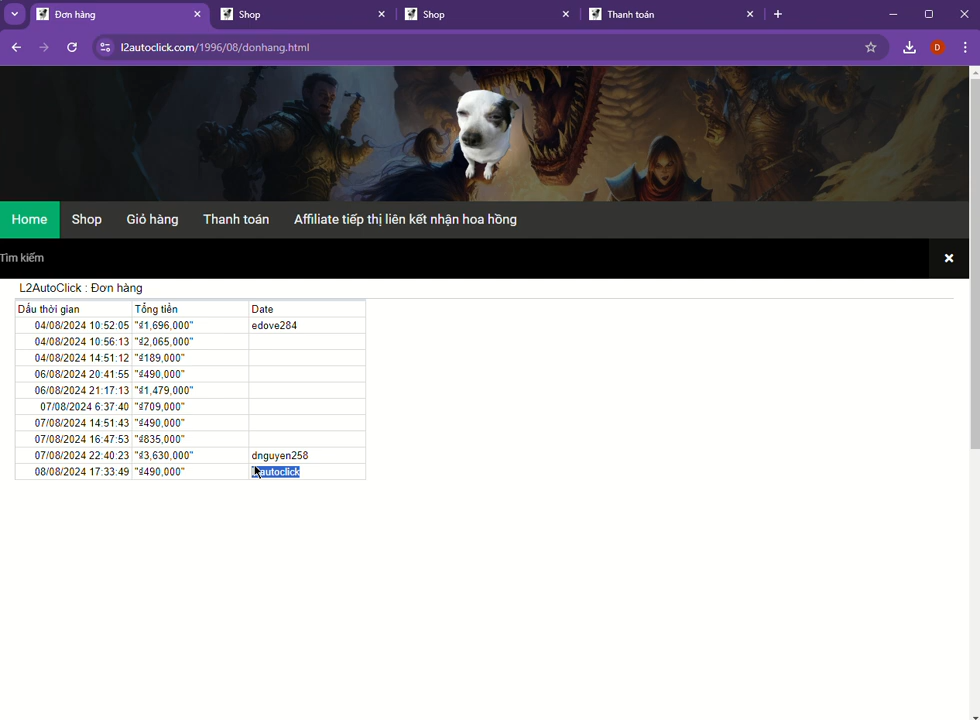 Đơn hàng
Shop
Shop
Thanh toán
l2autoclick.com/1996/08/donhang.html
D
Home
Shop
Giỏ hàng
Thanh toán
Affiliate tiếp thị liên kết nhận hoa hồng
Tìm kiếm
L2AutoClick : Đơn hàng
Dấu thời gian Tổng tiền Date
04/08/2024 10:52:05 "₫1,696,000" edove284
04/08/2024 10:56:13 "₫2,065,000"
04/08/2024 14:51:12 "₫189,000"
06/08/2024 20:41:55 "₫490,000"
06/08/2024 21:17:13 "₫1,479,000"
07/08/2024 6:37:40 "₫709,000"
07/08/2024 14:51:43 "₫490,000"
07/08/2024 16:47:53 "₫835,000"
07/08/2024 22:40:23 "₫3,630,000" dnguyen258
08/08/2024 17:33:49 "₫490,000"